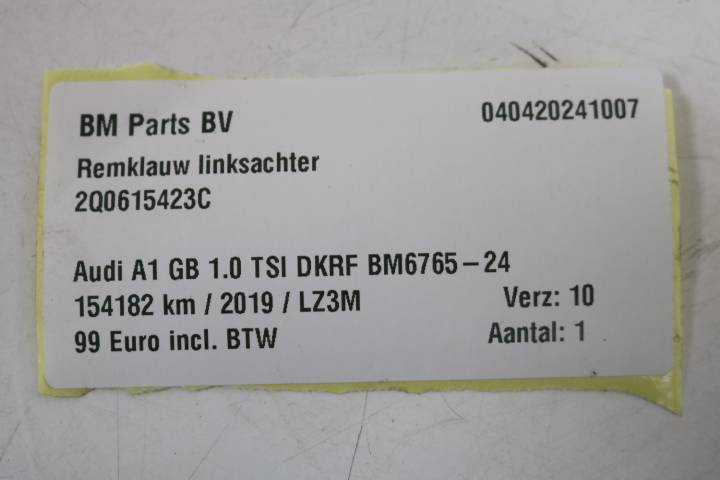 BM Parts BV 040420241007
Remklauw linksachter
2Q0615423C
Audi A1 GB 1.0 TSI DKRF BM6765-24
154182 km / 2019 / LZ3M Verz: 10
99 Euro incl. BTW Aantal: 1